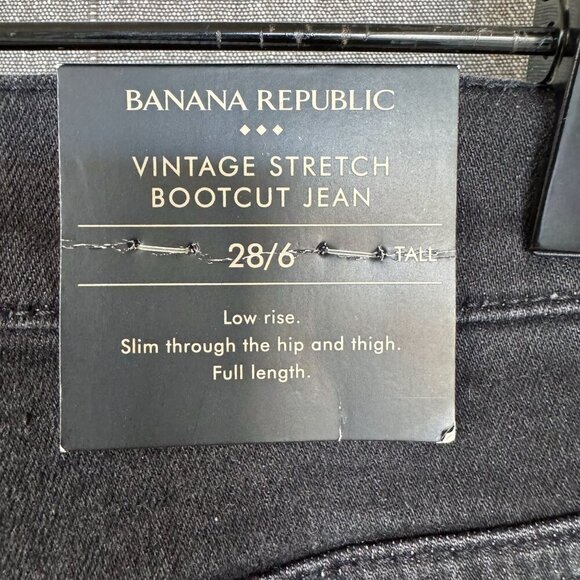 BANANA REPUBLIC
VINTAGE STRETCH
BOOTCUT JEAN
28/6 TALL
Low rise.
Slim through the hip and thigh.
Full length.